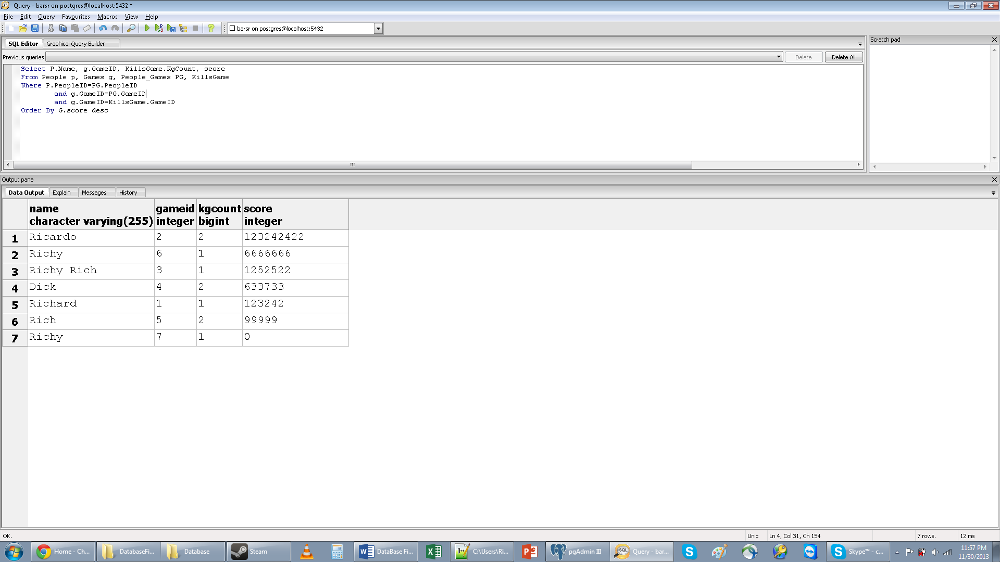 Query - barsr on postgres@localhost:5432 *
File Edit Query Favourites Macros View Help
barsr on postgres@localhost:5432
SQL Editor Graphical Query Builder
Scratch pad
Previous queries Delete Delete All
Select P.Name, g.GameID, KillsGame.KgCount, score
From People p, Games g, People_Games PG, KillsGame
Where P.PeopleID=PG.PeopleID
and g.GameID=PG.GameID
and g.GameID=KillsGame.GameID
Order By G.score desc
Output pane
Data Output Explain Messages History
name gameid kgcount score
character varying(255) integer bigint integer
1 Ricardo 2 2 123242422
2 Richy 6 1 6666666
3 Richy Rich 3 1 1252522
4 Dick 4 2 633733
5 Richard 1 1 123242
6 Rich 5 2 99999
7 Richy 7 1 0
OK. Unix Ln 4, Col 31, Ch 154 7 rows. 12 ms
Home - Ch... DatabaseFi... Database Steam DataBase Fi... C:\Users\Ri... pgAdmin III Query - bar... Skype™ - c... 11:57 PM
11/30/2013